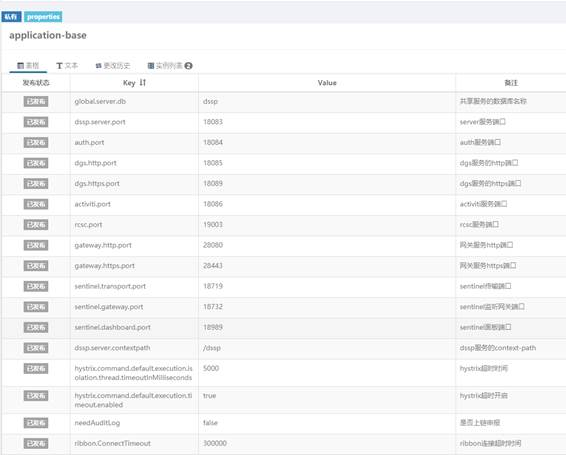 私有 properties
application-base
表格 文本 更改历史 实例列表 2
发布状态 Key Value 备注
已发布 global.server.db dssp 共享服务的数据库名称
已发布 dssp.server.port 18083 server服务端口
已发布 auth.port 18084 auth服务端口
已发布 dgs.http.port 18085 dgs服务的http端口
已发布 dgs.https.port 18089 dgs服务的https端口
已发布 activiti.port 18086 activiti服务端口
已发布 rcsc.port 19003 rcsc服务端口
已发布 gateway.http.port 28080 网关服务http端口
已发布 gateway.https.port 28443 网关服务https端口
已发布 sentinel.transport.port 18719 sentinel传输端口
已发布 sentinel.gateway.port 18732 sentinel监听网关端口
已发布 sentinel.dashboard.port 18989 sentinel面板端口
已发布 dssp.server.contextpath /dssp dssp服务的context-path
已发布 hystrix.command.default.execution.is 5000 hystrix超时时间
olation.thread.timeoutInMilliseconds
已发布 hystrix.command.default.execution.ti true hystrix超时开启
meout.enabled
已发布 needAuditLog false 是否上链审报
已发布 ribbon.ConnectTimeout 300000 ribbon连接超时时间